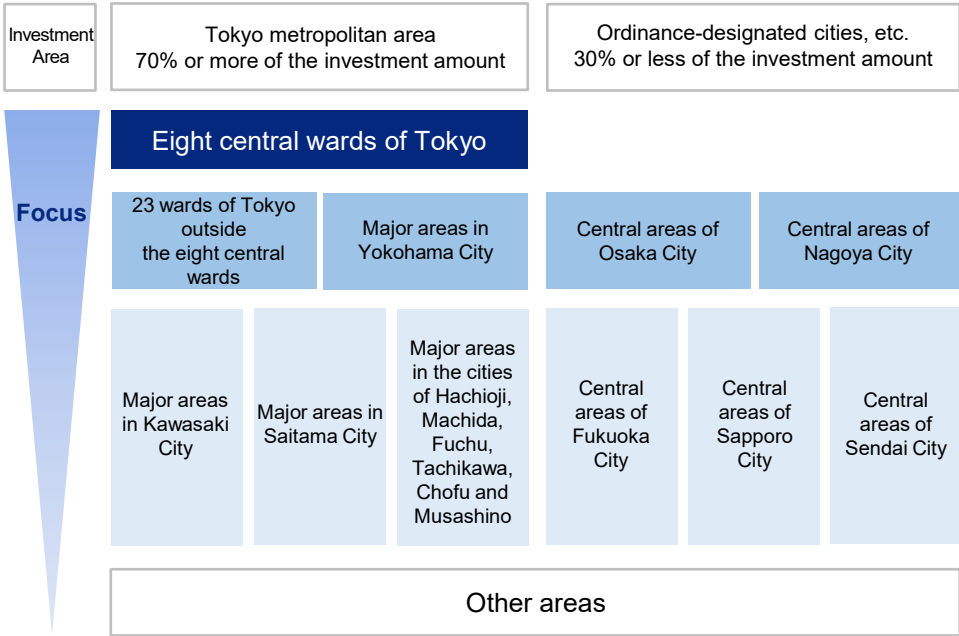 Investment
Area
Tokyo metropolitan area
70% or more of the investment amount
Ordinance-designated cities, etc.
30% or less of the investment amount
Focus
Eight central wards of Tokyo
23 wards of Tokyo
outside
the eight central
wards
Major areas in
Yokohama City
Central areas of
Osaka City
Central areas of
Nagoya City
Major areas
in Kawasaki
City
Major areas in
Saitama City
Major areas
in the cities
of Hachioji,
Machida,
Fuchu,
Tachikawa,
Chofu and
Musashino
Central
areas of
Fukuoka
City
Central
areas of
Sapporo
City
Central
areas of
Sendai City
Other areas